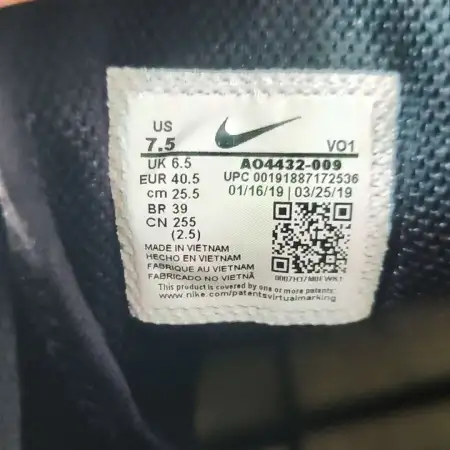 US
7.5
VO1
UK 6.5
AO4432-009
EUR 40.5
UPC 00191887172536
cm 25.5
01/16/19 | 03/25/19
BR 39
CN 255
(2.5)
MADE IN VIETNAM
HECHO EN VIETNAM
FABRIQUE AU VIETNAM
FABRICADO NO VIETNÃ
This product is covered by one or more patents:
www.nike.com/patentsvirtualmarking